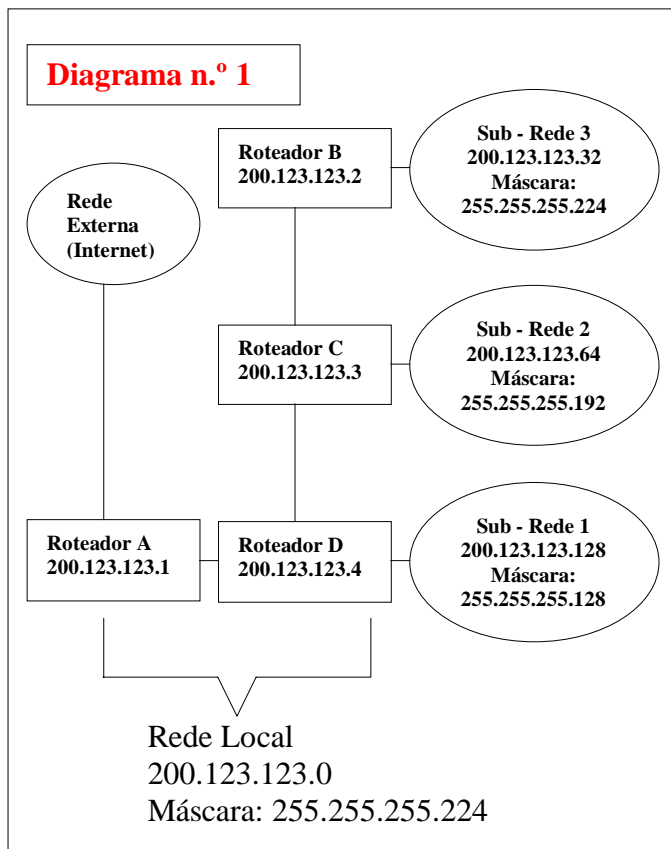 Diagrama n.º 1
Rede
Externa
(Internet)
Roteador B
200.123.123.2
Sub - Rede 3
200.123.123.32
Máscara:
255.255.255.224
Roteador C
200.123.123.3
Sub - Rede 2
200.123.123.64
Máscara:
255.255.255.192
Roteador A
200.123.123.1
Roteador D
200.123.123.4
Sub - Rede 1
200.123.123.128
Máscara:
255.255.255.128
Rede Local
200.123.123.0
Máscara: 255.255.255.224